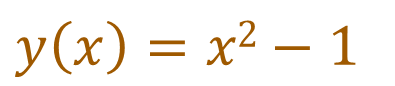 y(x) = x² – 1